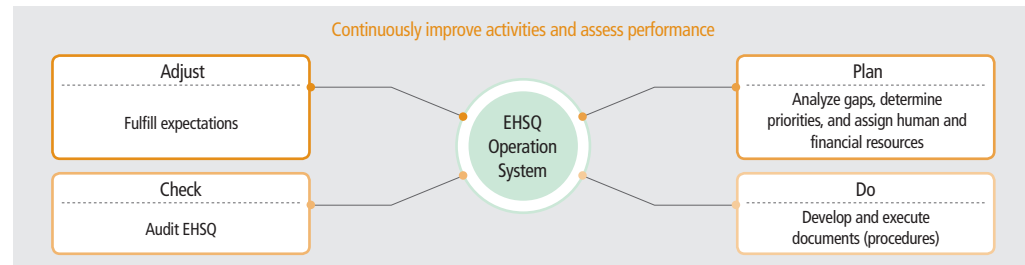 Continuously improve activities and assess performance
Adjust
Fulfill expectations
Plan
Analyze gaps, determine
priorities, and assign human and
financial resources
EHSQ
Operation
System
Check
Audit EHSQ
Do
Develop and execute
documents (procedures)